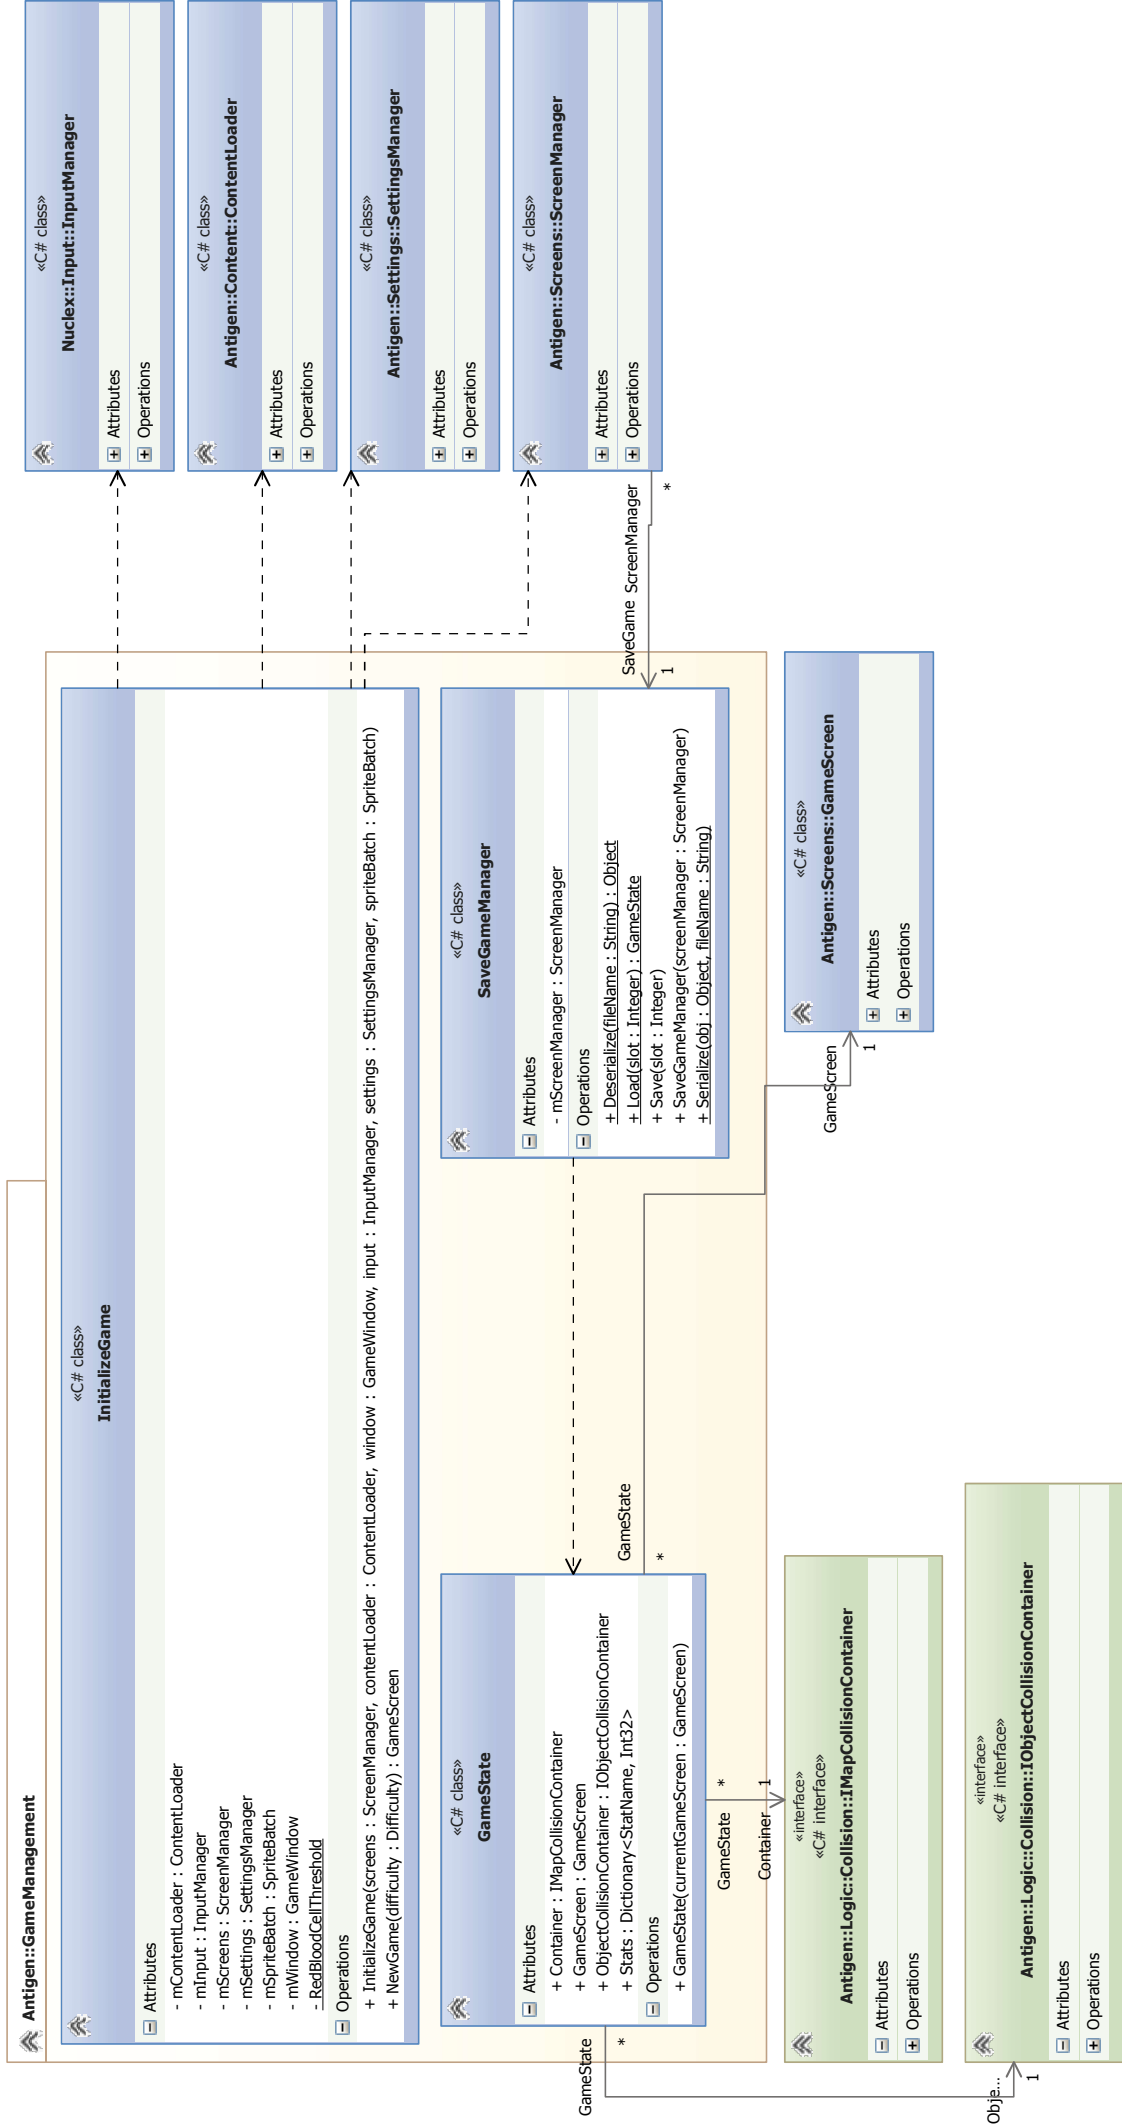 Antigen::GameManagement
«C# class»
InitializeGame
Attributes
- mContentLoader : ContentLoader
- mInput : InputManager
- mScreens : ScreenManager
- mSettings : SettingsManager
- mSpriteBatch : SpriteBatch
- mWindow : GameWindow
- RedBloodCellThreshold
Operations
+ InitializeGame(screens : ScreenManager, contentLoader : ContentLoader, window : GameWindow, input : InputManager, settings : SettingsManager, spriteBatch : SpriteBatch)
+ NewGame(difficulty : Difficulty) : GameScreen
«C# class»
GameState
Attributes
+ Container : IMapCollisionContainer
+ GameScreen : GameScreen
+ ObjectCollisionContainer : IObjectCollisionContainer
+ Stats : Dictionary<StatName, Int32>
Operations
+ GameState(currentGameScreen : GameScreen)
«C# class»
SaveGameManager
Attributes
- mScreenManager : ScreenManager
Operations
+ Deserialize(fileName : String) : Object
+ Load(slot : Integer) : GameState
+ Save(slot : Integer)
+ SaveGameManager(screenManager : ScreenManager)
+ Serialize(obj : Object, fileName : String)
«C# class»
Nuclex::Input::InputManager
Attributes
Operations
«C# class»
Antigen::Content::ContentLoader
Attributes
Operations
«C# class»
Antigen::Settings::SettingsManager
Attributes
Operations
«C# class»
Antigen::Screens::ScreenManager
Attributes
Operations
SaveGame
ScreenManager
1
*
GameState
*
GameScreen
1
«C# class»
Antigen::Screens::GameScreen
Attributes
Operations
GameState
*
Container
1
«interface»
«C# interface»
Antigen::Logic::Collision::IMapCollisionContainer
Attributes
Operations
GameState
*
Obje...
1
«interface»
«C# interface»
Antigen::Logic::Collision::IObjectCollisionContainer
Attributes
Operations